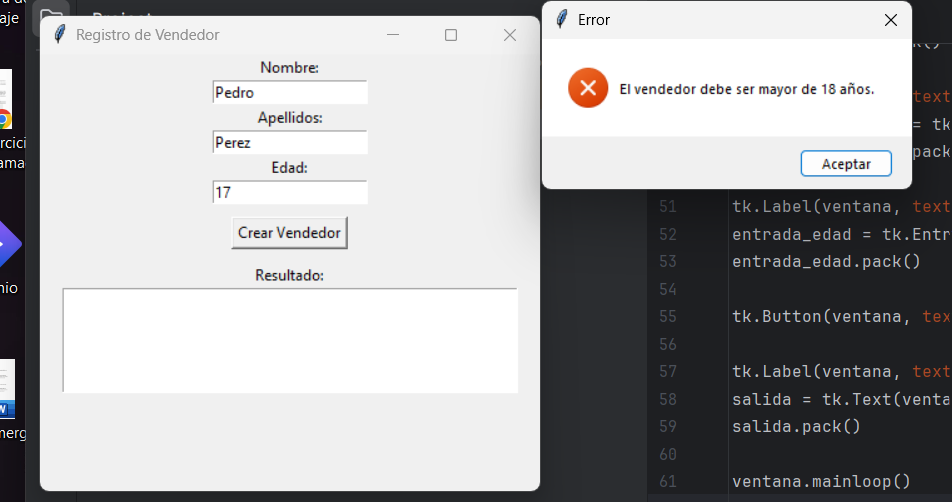 Registro de Vendedor
Nombre:
Pedro
Apellidos:
Perez
Edad:
17
Crear Vendedor
Resultado:
Error
El vendedor debe ser mayor de 18 años.
Aceptar
text
= tk
pack
51 tk.Label(ventana, text
52 entrada_edad = tk.Entr
53 entrada_edad.pack()
54
55 tk.Button(ventana, tex
56
57 tk.Label(ventana, text
58 salida = tk.Text(venta
59 salida.pack()
60
61 ventana.mainloop()
aje
rcici
ama
nio
merg